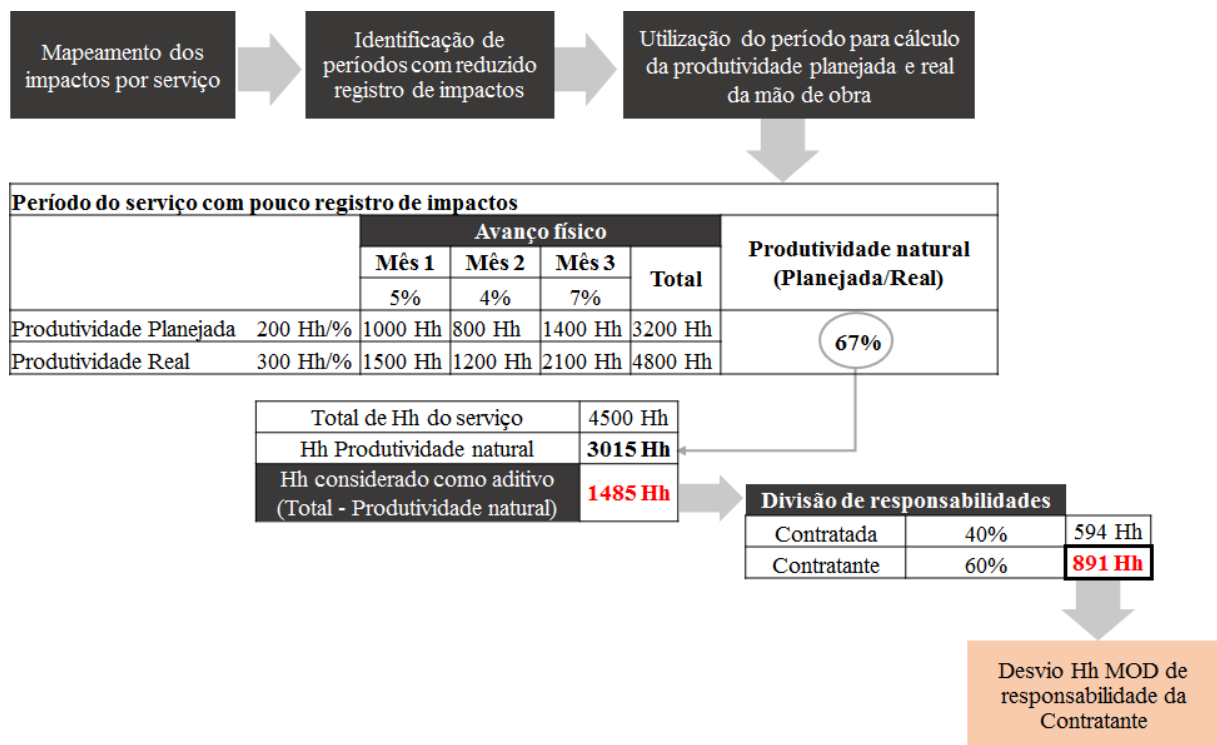 Mapeamento dos
impactos por serviço
Identificação de
períodos com reduzido
registro de impactos
Utilização do período para cálculo
da produtividade planejada e real
da mão de obra
Período do serviço com pouco registro de impactos
Avanço físico
Produtividade natural
(Planejada/Real)
Mês 1 Mês 2 Mês 3 Total
5% 4% 7%
Produtividade Planejada 200 Hh/% 1000 Hh 800 Hh 1400 Hh 3200 Hh
Produtividade Real 300 Hh/% 1500 Hh 1200 Hh 2100 Hh 4800 Hh
67%
Total de Hh do serviço 4500 Hh
Hh Produtividade natural 3015 Hh
Hh considerado como aditivo
(Total - Produtividade natural) 1485 Hh
Divisão de responsabilidades
Contratada 40% 594 Hh
Contratante 60% 891 Hh
Desvio Hh MOD de
responsabilidade da
Contratante